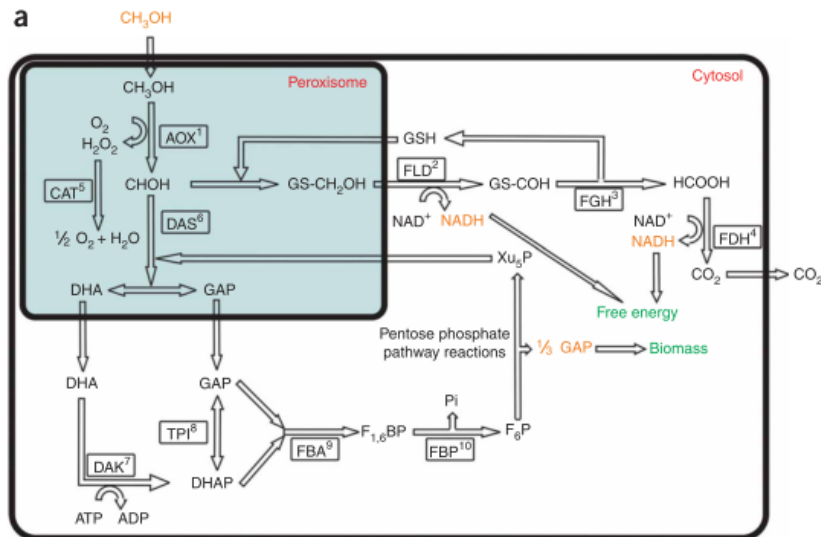 a
CH₃OH
Peroxisome
Cytosol
CH₃OH
O₂
H₂O₂
AOX¹
GSH
CAT⁵
CHOH
GS-CH₂OH
FLD²
GS-COH
FGH³
HCOOH
NAD⁺ NADH
NAD⁺
NADH
FDH⁴
½ O₂ + H₂O
DAS⁶
Xu₅P
CO₂
CO₂
DHA
GAP
Free energy
Pentose phosphate
pathway reactions
⅓ GAP
Biomass
DHA
GAP
Pi
TPI⁸
F₁,₆BP
F₆P
FBA⁹
FBP¹⁰
DAK⁷
DHAP
ATP
ADP